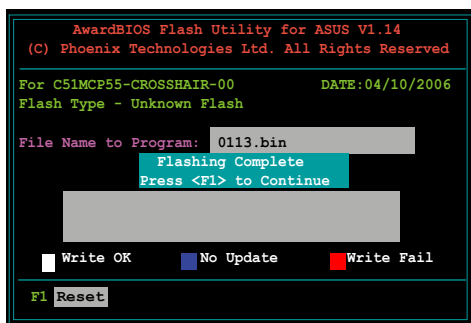 AwardBIOS Flash Utility for ASUS V1.14
(C) Phoenix Technologies Ltd. All Rights Reserved
For C51MCP55-CROSSHAIR-00 DATE:04/10/2006
Flash Type - Unknown Flash
File Name to Program: 0113.bin
Flashing Complete
Press <F1> to Continue
Write OK No Update Write Fail
F1 Reset